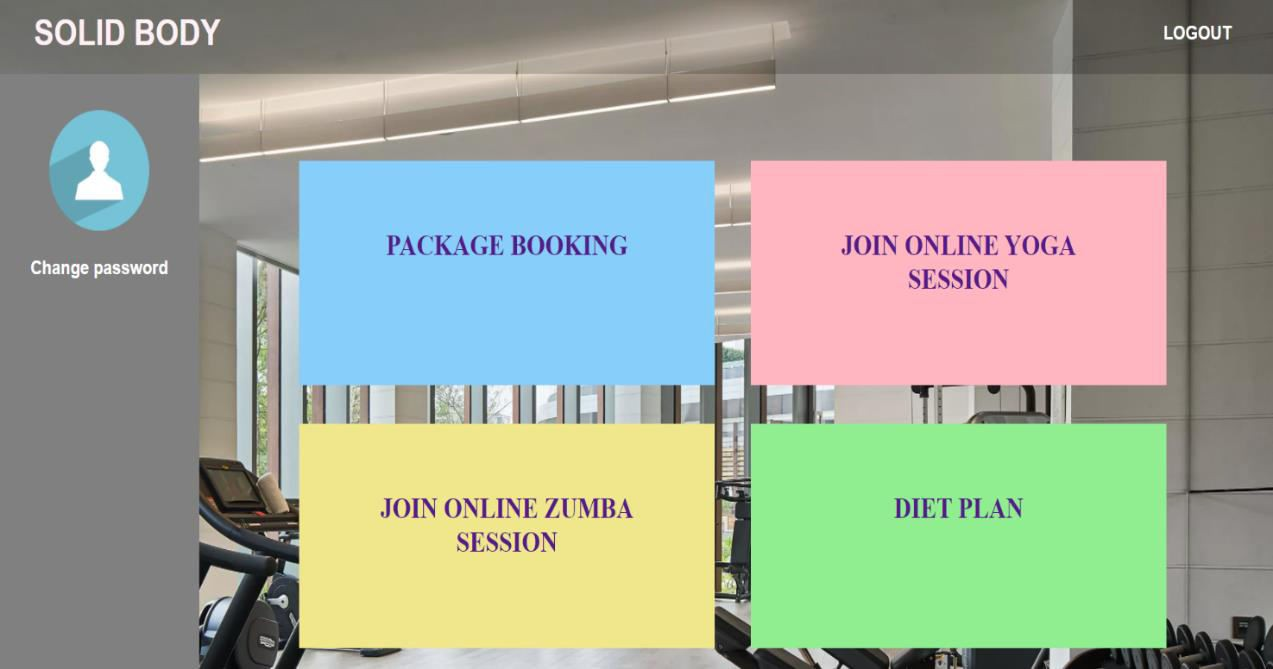 SOLID BODY
LOGOUT
Change password
PACKAGE BOOKING
JOIN ONLINE YOGA
SESSION
JOIN ONLINE ZUMBA
SESSION
DIET PLAN